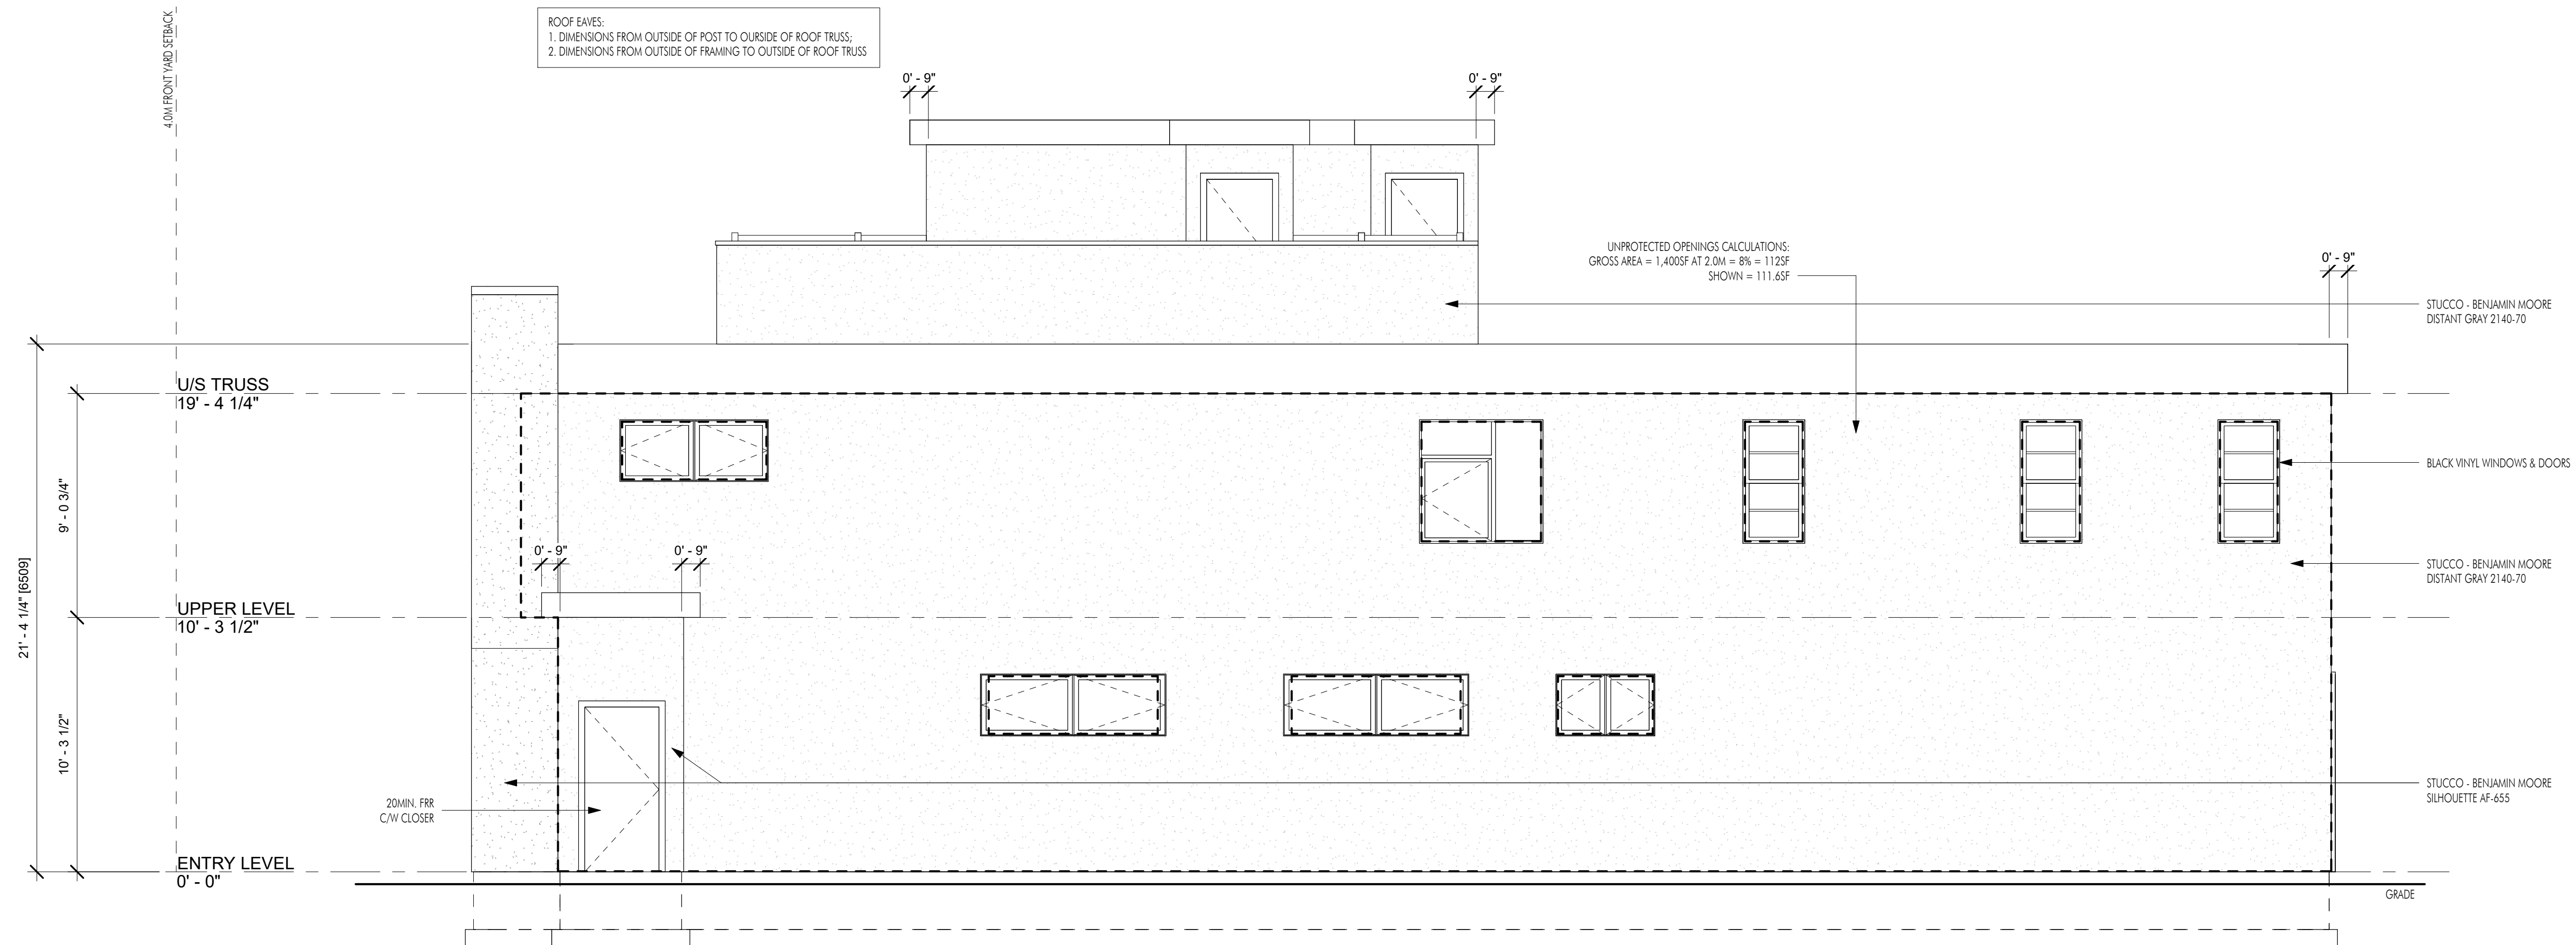 4.0M FRONT YARD SETBACK
ROOF EAVES:
1. DIMENSIONS FROM OUTSIDE OF POST TO OURSIDE OF ROOF TRUSS;
2. DIMENSIONS FROM OUTSIDE OF FRAMING TO OUTSIDE OF ROOF TRUSS
0' - 9"
0' - 9"
UNPROTECTED OPENINGS CALCULATIONS:
GROSS AREA = 1,400SF AT 2.0M = 8% = 112SF
SHOWN = 111.6SF
0' - 9"
STUCCO - BENJAMIN MOORE
DISTANT GRAY 2140-70
U/S TRUSS
19' - 4 1/4"
BLACK VINYL WINDOWS & DOORS
9' - 0 3/4"
0' - 9"
0' - 9"
STUCCO - BENJAMIN MOORE
DISTANT GRAY 2140-70
21' - 4 1/4" [6509]
UPPER LEVEL
10' - 3 1/2"
10' - 3 1/2"
20MIN. FRR
C/W CLOSER
STUCCO - BENJAMIN MOORE
SILHOUETTE AF-655
ENTRY LEVEL
0' - 0"
GRADE